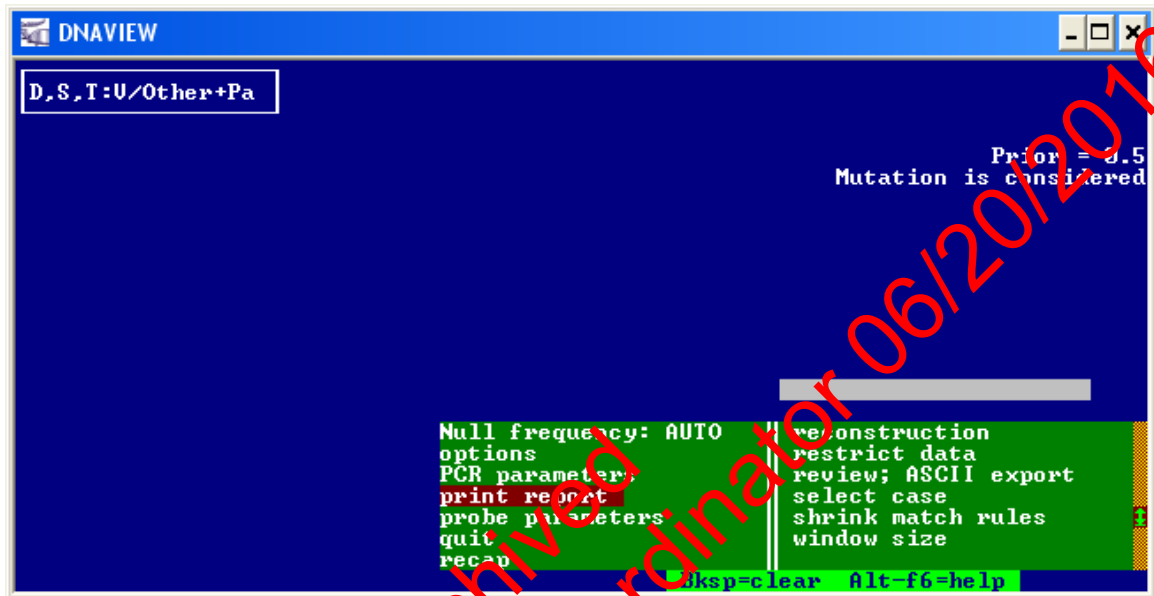 DNAVIEW
D,S,T:V/Other+Pa
Prior = 0.5
Mutation is considered
Null frequency: AUTO
options
PCR parameters
print report
probe parameters
quit
recap
reconstruction
restrict data
review; ASCII export
select case
shrink match rules
window size
Bksp=clear Alt-f6=help
hived
rdinator 06/20/201